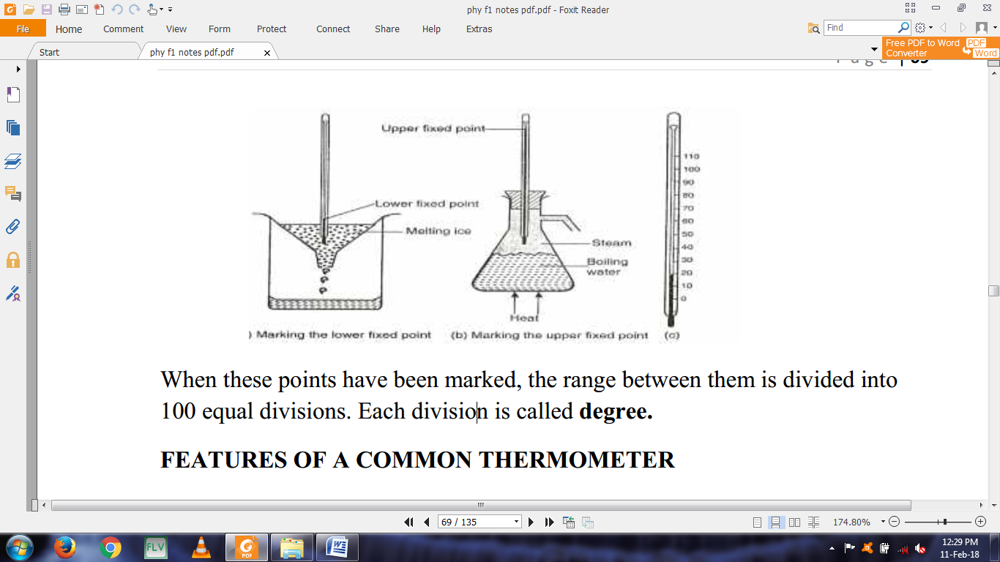 phy f1 notes pdf.pdf - Foxit Reader
File Home Comment View Form Protect Connect Share Help Extras
Find
Start phy f1 notes pdf.pdf
Free PDF to Word PDF
Converter Word
Upper fixed point
Lower fixed point
Melting ice
Steam
Boiling
water
Heat
110
100
90
80
70
60
50
40
30
20
10
0
) Marking the lower fixed point (b) Marking the upper fixed point (c)
When these points have been marked, the range between them is divided into
100 equal divisions. Each division is called degree.
FEATURES OF A COMMON THERMOMETER
69 / 135 174.80%
FLV PDF W
12:29 PM
11-Feb-18